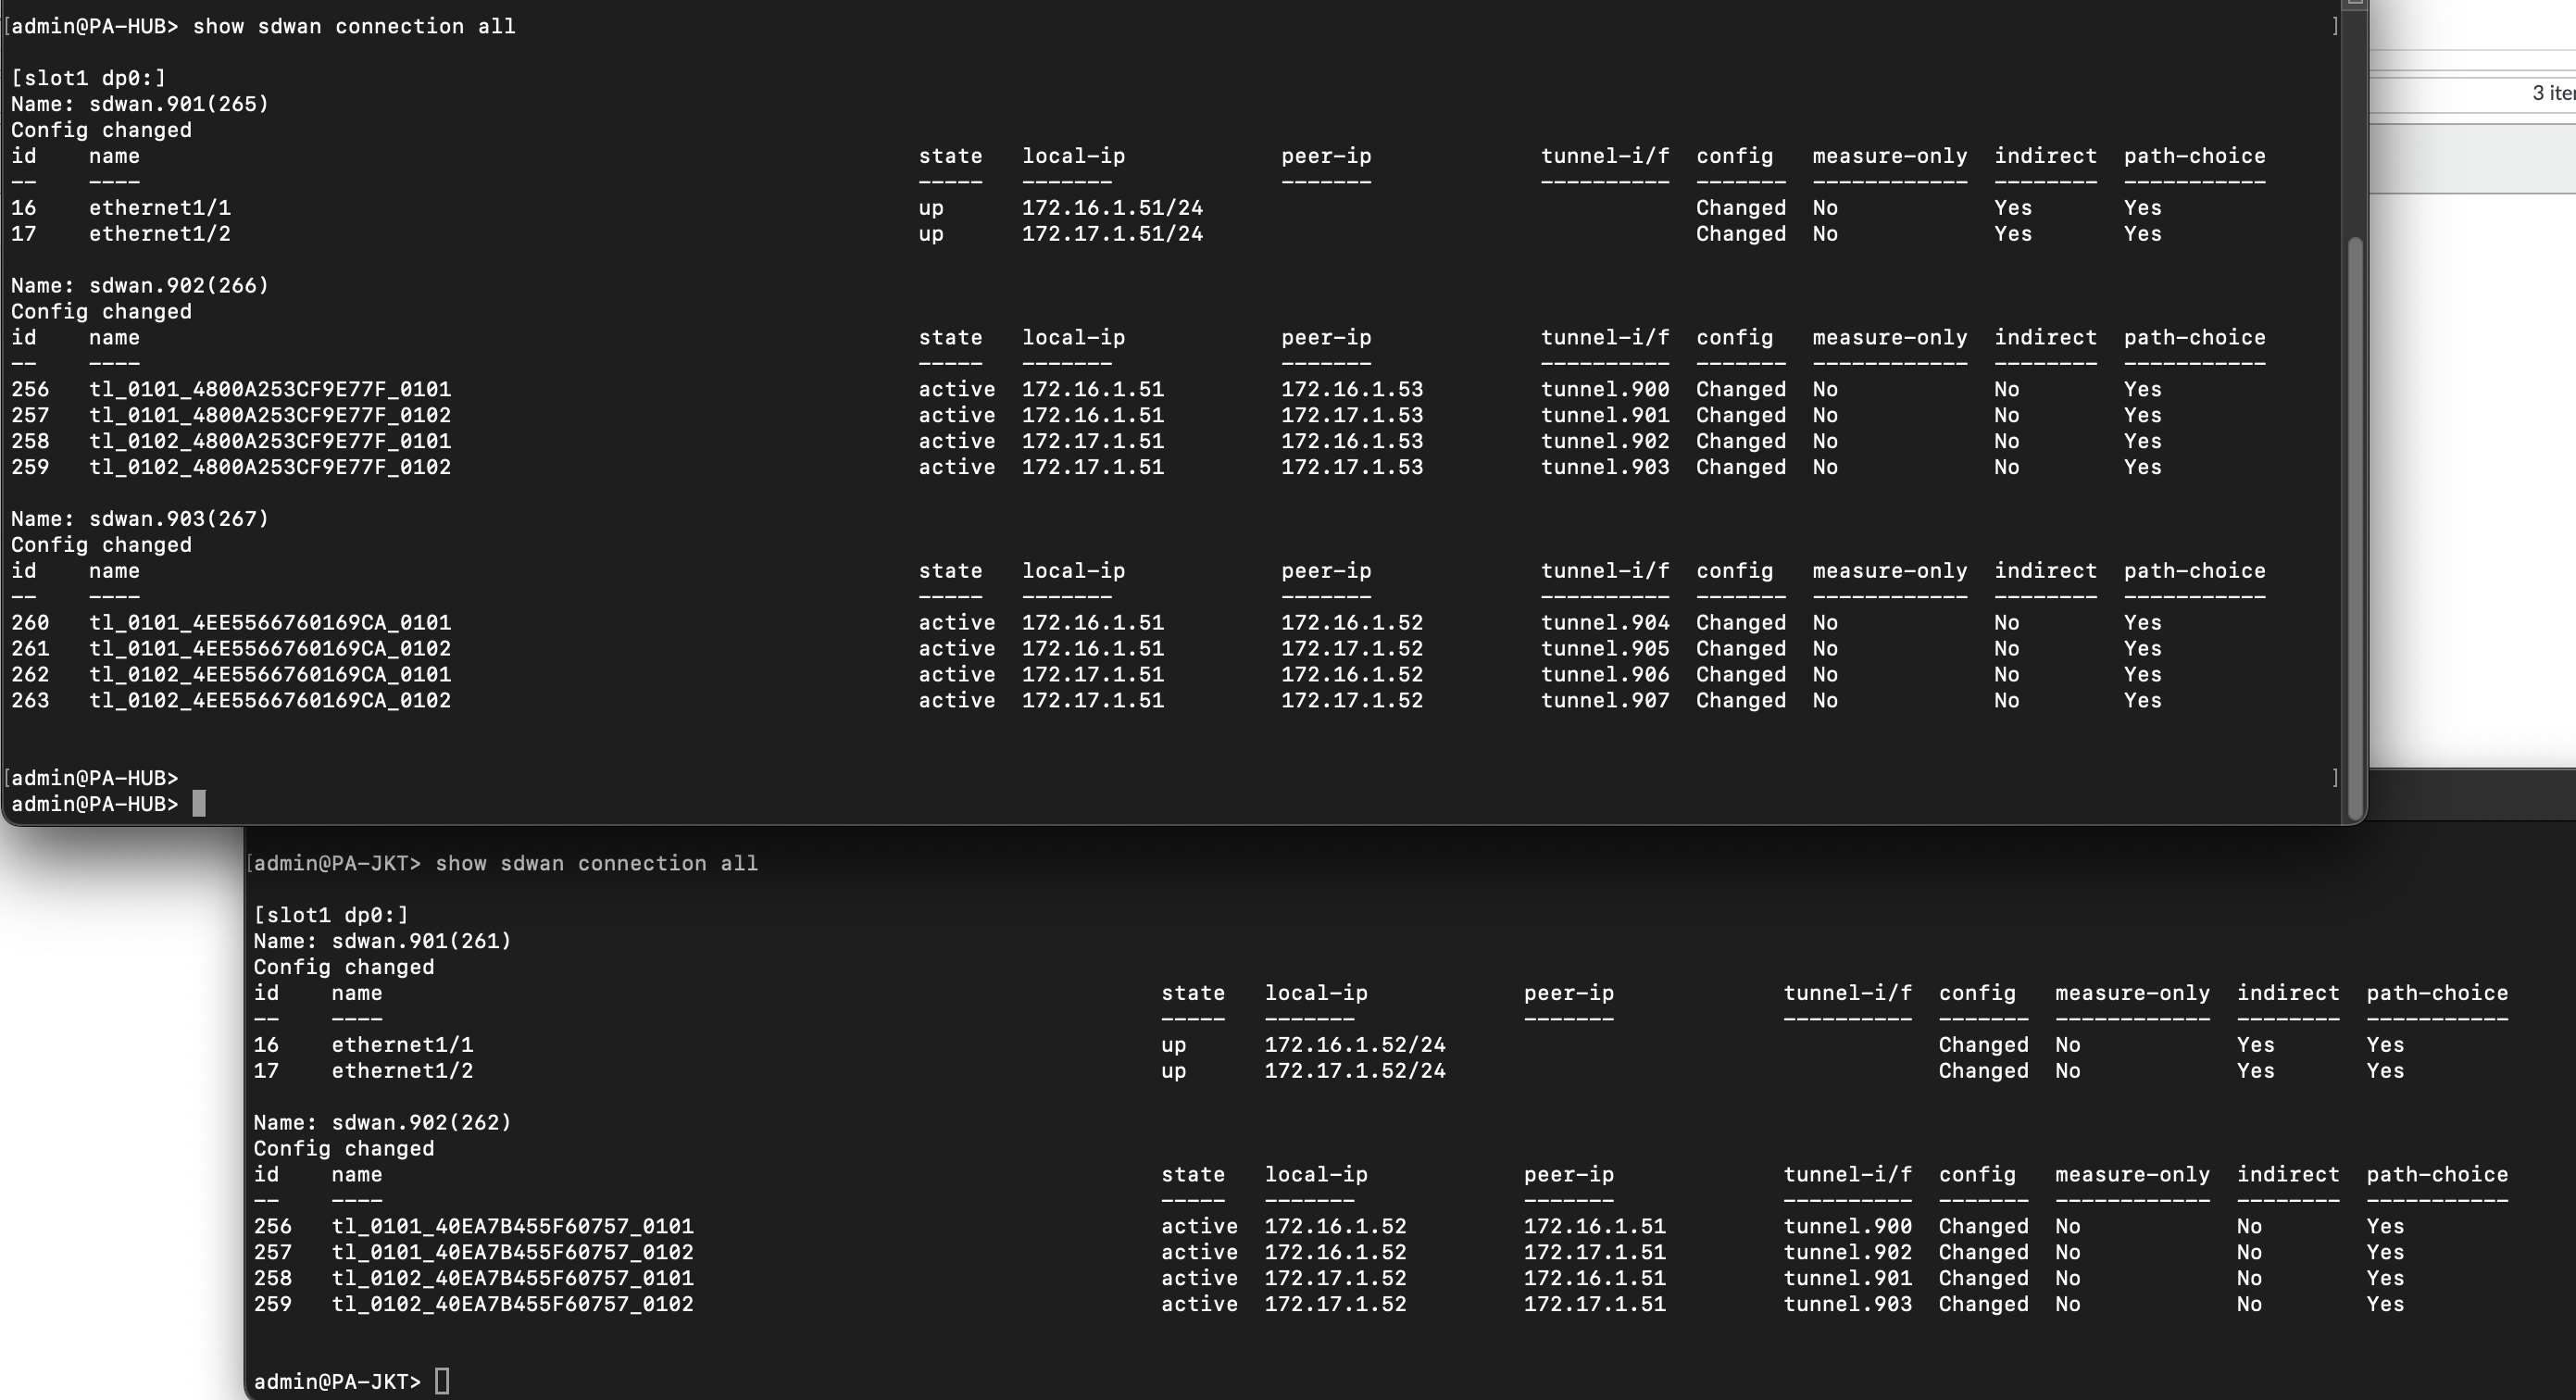 [admin@PA-HUB> show sdwan connection all ]
[slot1 dp0:]
Name: sdwan.901(265)
Config changed
id name state local-ip peer-ip tunnel-i/f config measure-only indirect path-choice
-- ---- ----- ------- ------- ---------- ------- ------------ -------- -----------
16 ethernet1/1 up 172.16.1.51/24 Changed No Yes Yes
17 ethernet1/2 up 172.17.1.51/24 Changed No Yes Yes
Name: sdwan.902(266)
Config changed
id name state local-ip peer-ip tunnel-i/f config measure-only indirect path-choice
-- ---- ----- ------- ------- ---------- ------- ------------ -------- -----------
256 tl_0101_4800A253CF9E77F_0101 active 172.16.1.51 172.16.1.53 tunnel.900 Changed No No Yes
257 tl_0101_4800A253CF9E77F_0102 active 172.16.1.51 172.17.1.53 tunnel.901 Changed No No Yes
258 tl_0102_4800A253CF9E77F_0101 active 172.17.1.51 172.16.1.53 tunnel.902 Changed No No Yes
259 tl_0102_4800A253CF9E77F_0102 active 172.17.1.51 172.17.1.53 tunnel.903 Changed No No Yes
Name: sdwan.903(267)
Config changed
id name state local-ip peer-ip tunnel-i/f config measure-only indirect path-choice
-- ---- ----- ------- ------- ---------- ------- ------------ -------- -----------
260 tl_0101_4EE5566760169CA_0101 active 172.16.1.51 172.16.1.52 tunnel.904 Changed No No Yes
261 tl_0101_4EE5566760169CA_0102 active 172.16.1.51 172.17.1.52 tunnel.905 Changed No No Yes
262 tl_0102_4EE5566760169CA_0101 active 172.17.1.51 172.16.1.52 tunnel.906 Changed No No Yes
263 tl_0102_4EE5566760169CA_0102 active 172.17.1.51 172.17.1.52 tunnel.907 Changed No No Yes
[admin@PA-HUB> ]
admin@PA-HUB>
3
[admin@PA-JKT> show sdwan connection all
[slot1 dp0:]
Name: sdwan.901(261)
Config changed
id name state local-ip peer-ip tunnel-i/f config measure-only indirect path-choice
-- ---- ----- ------- ------- ---------- ------- ------------ -------- -----------
16 ethernet1/1 up 172.16.1.52/24 Changed No Yes Yes
17 ethernet1/2 up 172.17.1.52/24 Changed No Yes Yes
Name: sdwan.902(262)
Config changed
id name state local-ip peer-ip tunnel-i/f config measure-only indirect path-choice
-- ---- ----- ------- ------- ---------- ------- ------------ -------- -----------
256 tl_0101_40EA7B455F60757_0101 active 172.16.1.52 172.16.1.51 tunnel.900 Changed No No Yes
257 tl_0101_40EA7B455F60757_0102 active 172.16.1.52 172.17.1.51 tunnel.902 Changed No No Yes
258 tl_0102_40EA7B455F60757_0101 active 172.17.1.52 172.16.1.51 tunnel.901 Changed No No Yes
259 tl_0102_40EA7B455F60757_0102 active 172.17.1.52 172.17.1.51 tunnel.903 Changed No No Yes
admin@PA-JKT>